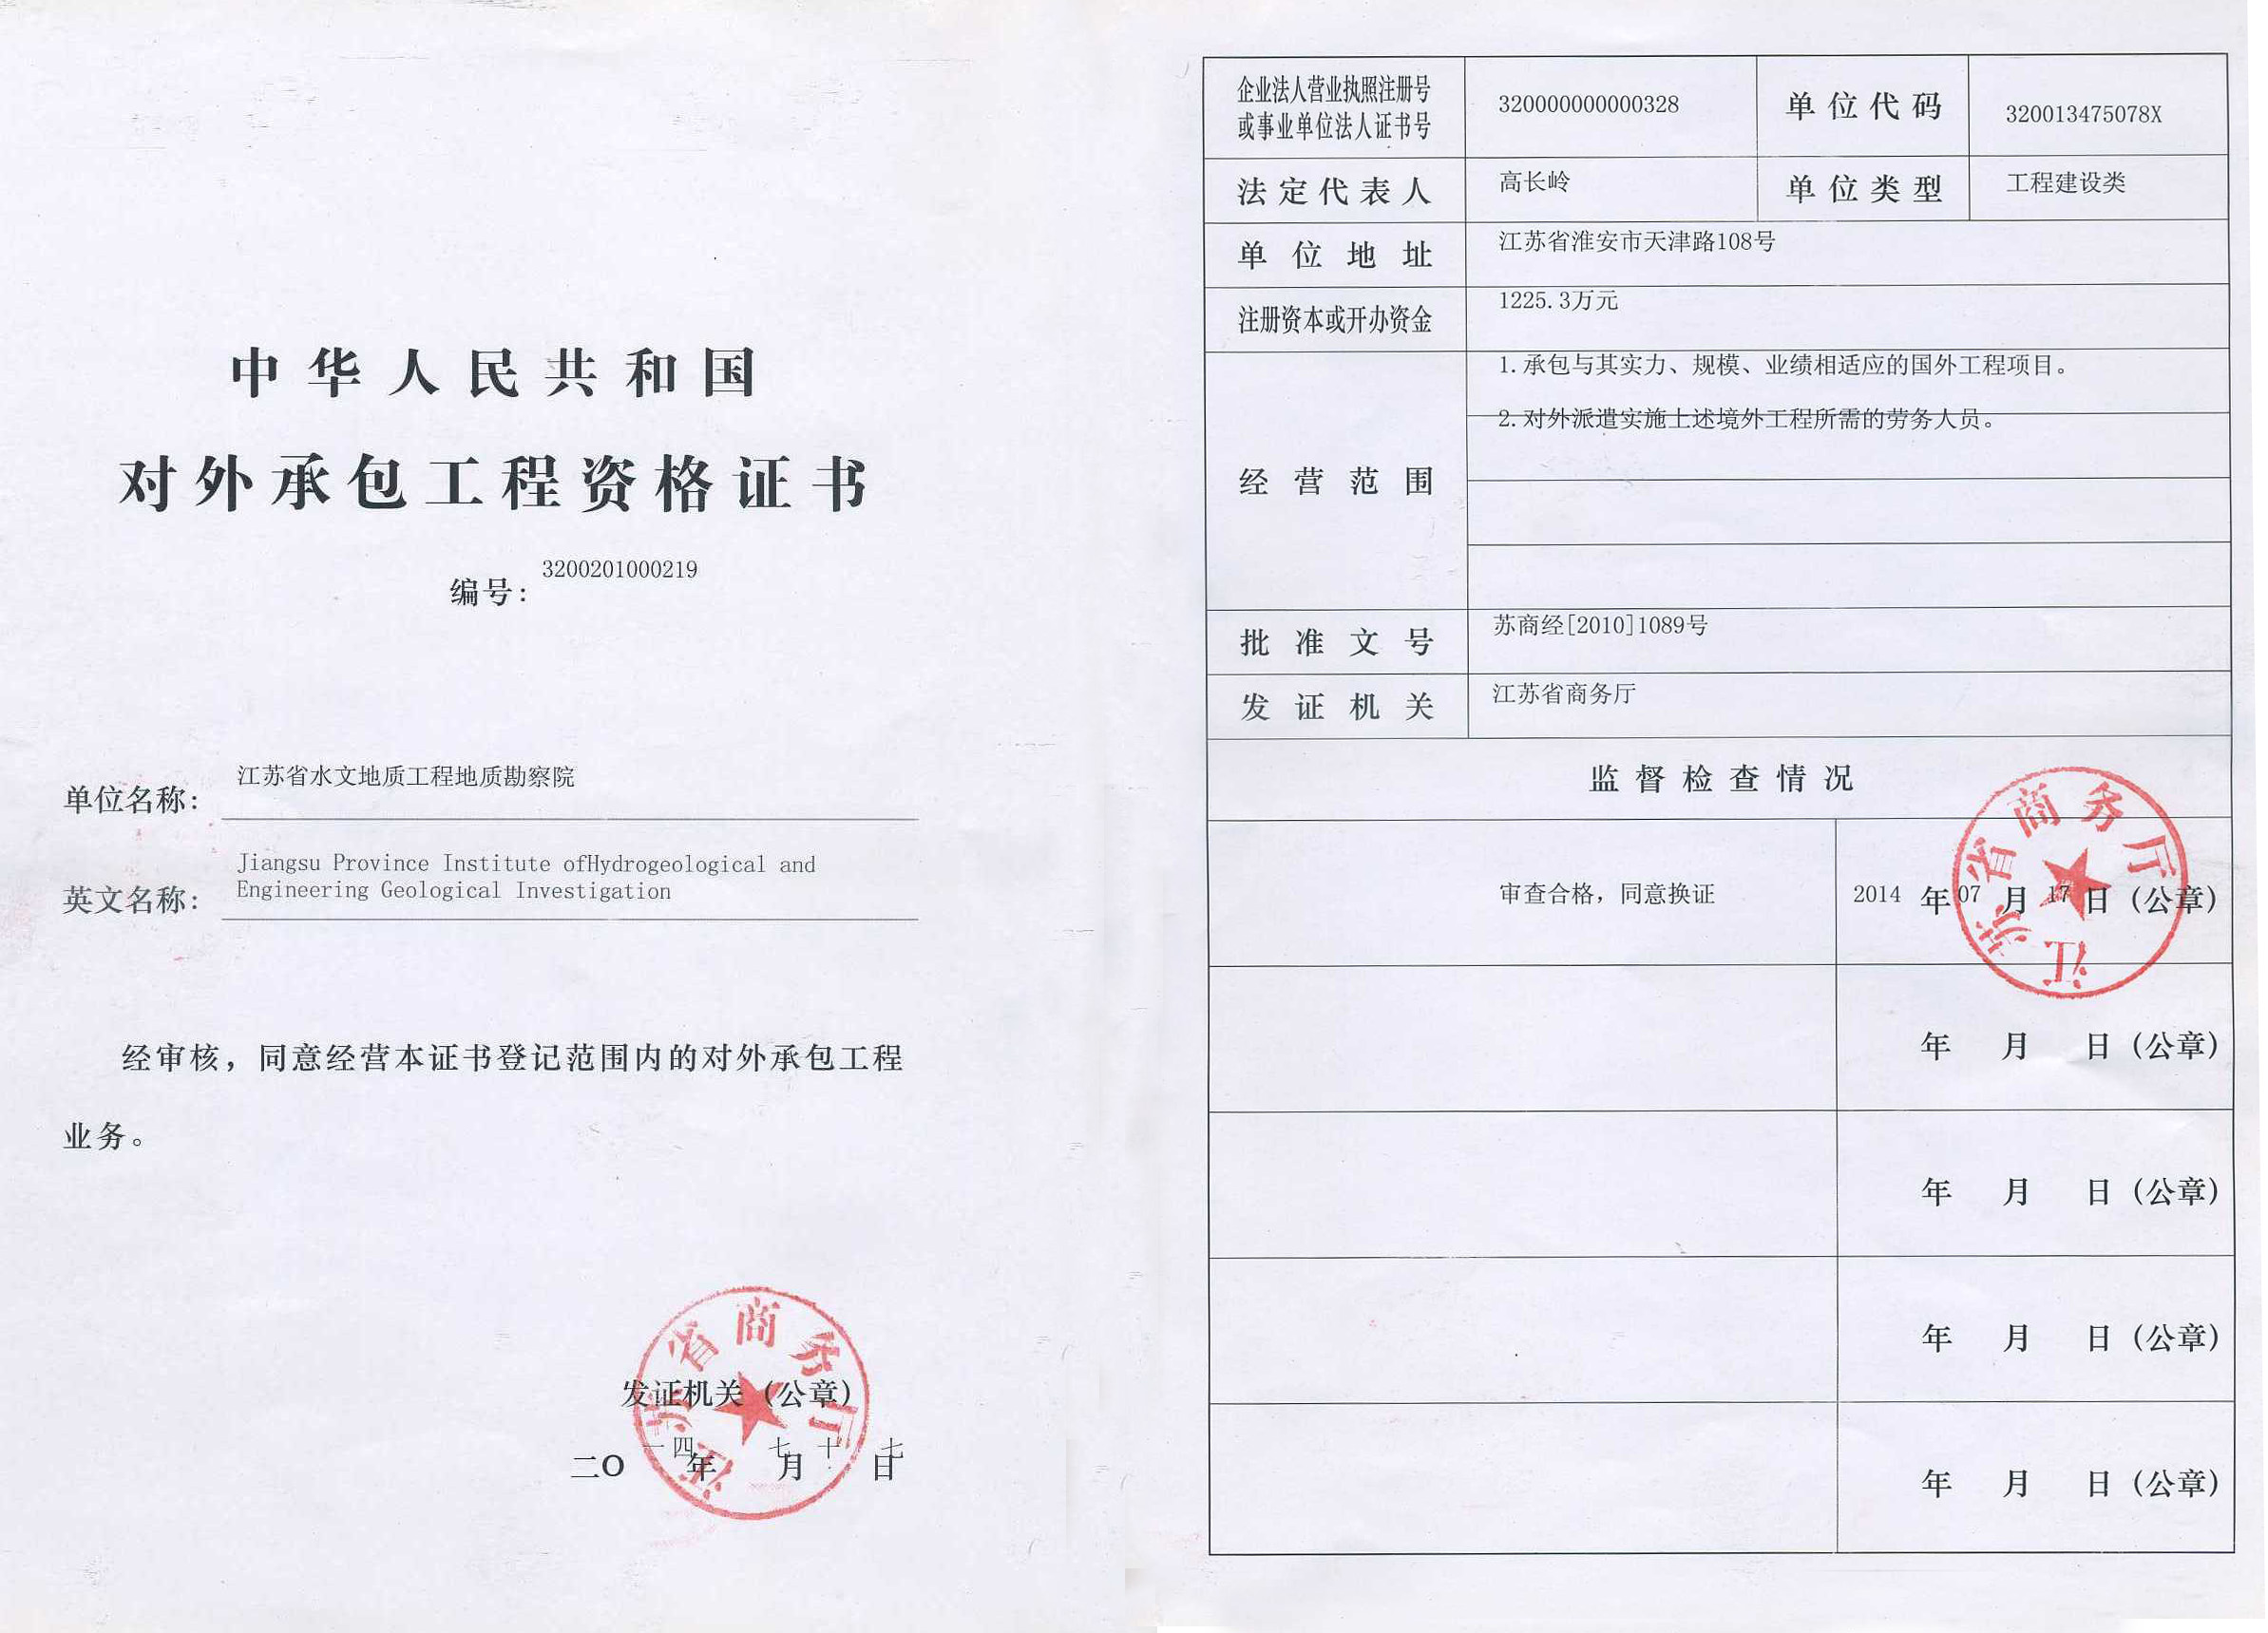 中华人民共和国
对外承包工程资格证书
编号：3200201000219
单位名称：江苏省水文地质工程地质勘察院
英文名称：Jiangsu Province Institute ofHydrogeological and
Engineering Geological Investigation
经审核，同意经营本证书登记范围内的对外承包工程
业务。
江苏省商务厅
发证机关（公章）
二〇一四年七月十七日
企业法人营业执照注册号
或事业单位法人证书号
320000000000328
单位代码
320013475078X
法定代表人
高长岭
单位类型
工程建设类
单位地址
江苏省淮安市天津路108号
注册资本或开办资金
1225.3万元
经营范围
1.承包与其实力、规模、业绩相适应的国外工程项目。
2.对外派遣实施上述境外工程所需的劳务人员。
批准文号
苏商经[2010]1089号
发证机关
江苏省商务厅
监督检查情况
江苏省商务厅
审查合格，同意换证
2014年07月17日（公章）
年 月 日（公章）
年 月 日（公章）
年 月 日（公章）
年 月 日（公章）